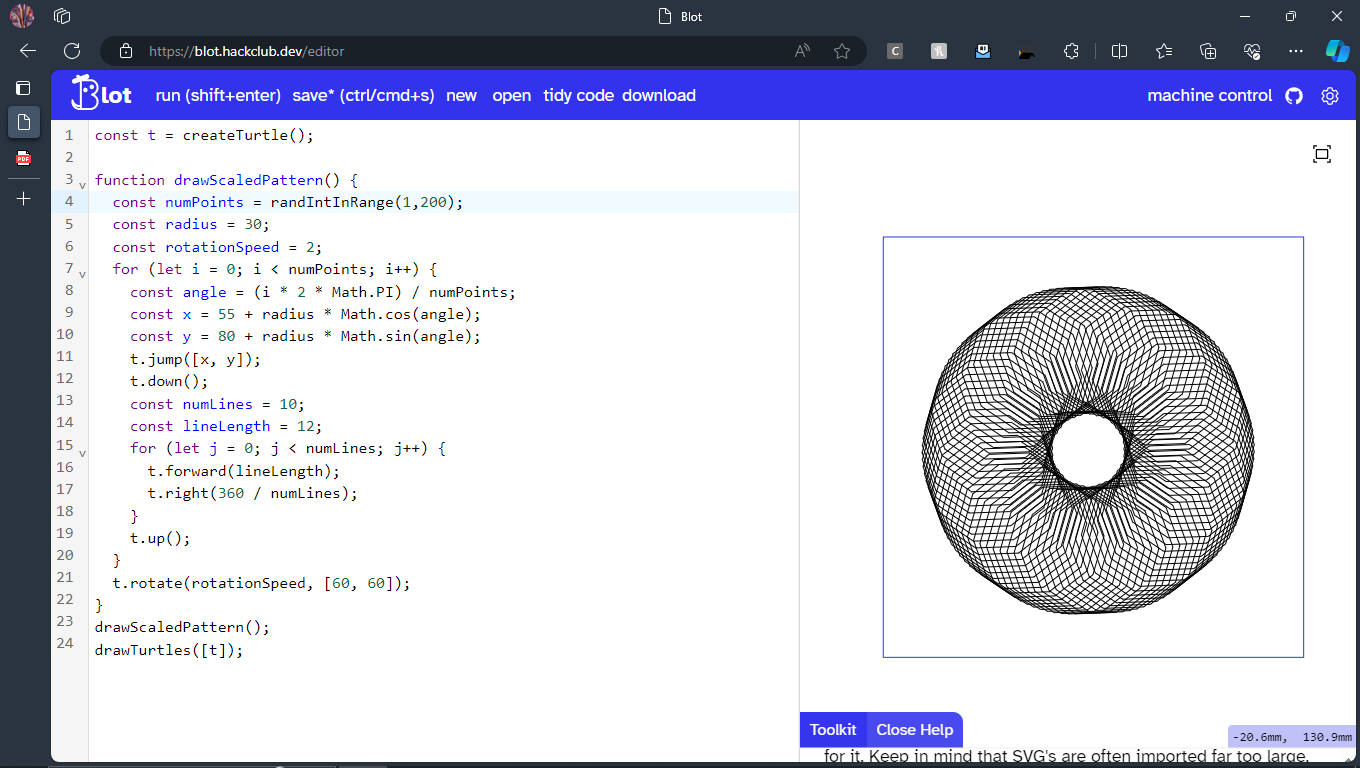 Blot
https://blot.hackclub.dev/editor
Blot run (shift+enter) save* (ctrl/cmd+s) new open tidy code download machine control
1 const t = createTurtle();
2
3 function drawScaledPattern() {
4 const numPoints = randIntInRange(1,200);
5 const radius = 30;
6 const rotationSpeed = 2;
7 for (let i = 0; i < numPoints; i++) {
8 const angle = (i * 2 * Math.PI) / numPoints;
9 const x = 55 + radius * Math.cos(angle);
10 const y = 80 + radius * Math.sin(angle);
11 t.jump([x, y]);
12 t.down();
13 const numLines = 10;
14 const lineLength = 12;
15 for (let j = 0; j < numLines; j++) {
16 t.forward(lineLength);
17 t.right(360 / numLines);
18 }
19 t.up();
20 }
21 t.rotate(rotationSpeed, [60, 60]);
22 }
23 drawScaledPattern();
24 drawTurtles([t]);
Toolkit Close Help
-20.6mm, 130.9mm
for it. Keep in mind that SVG's are often imported far too large.